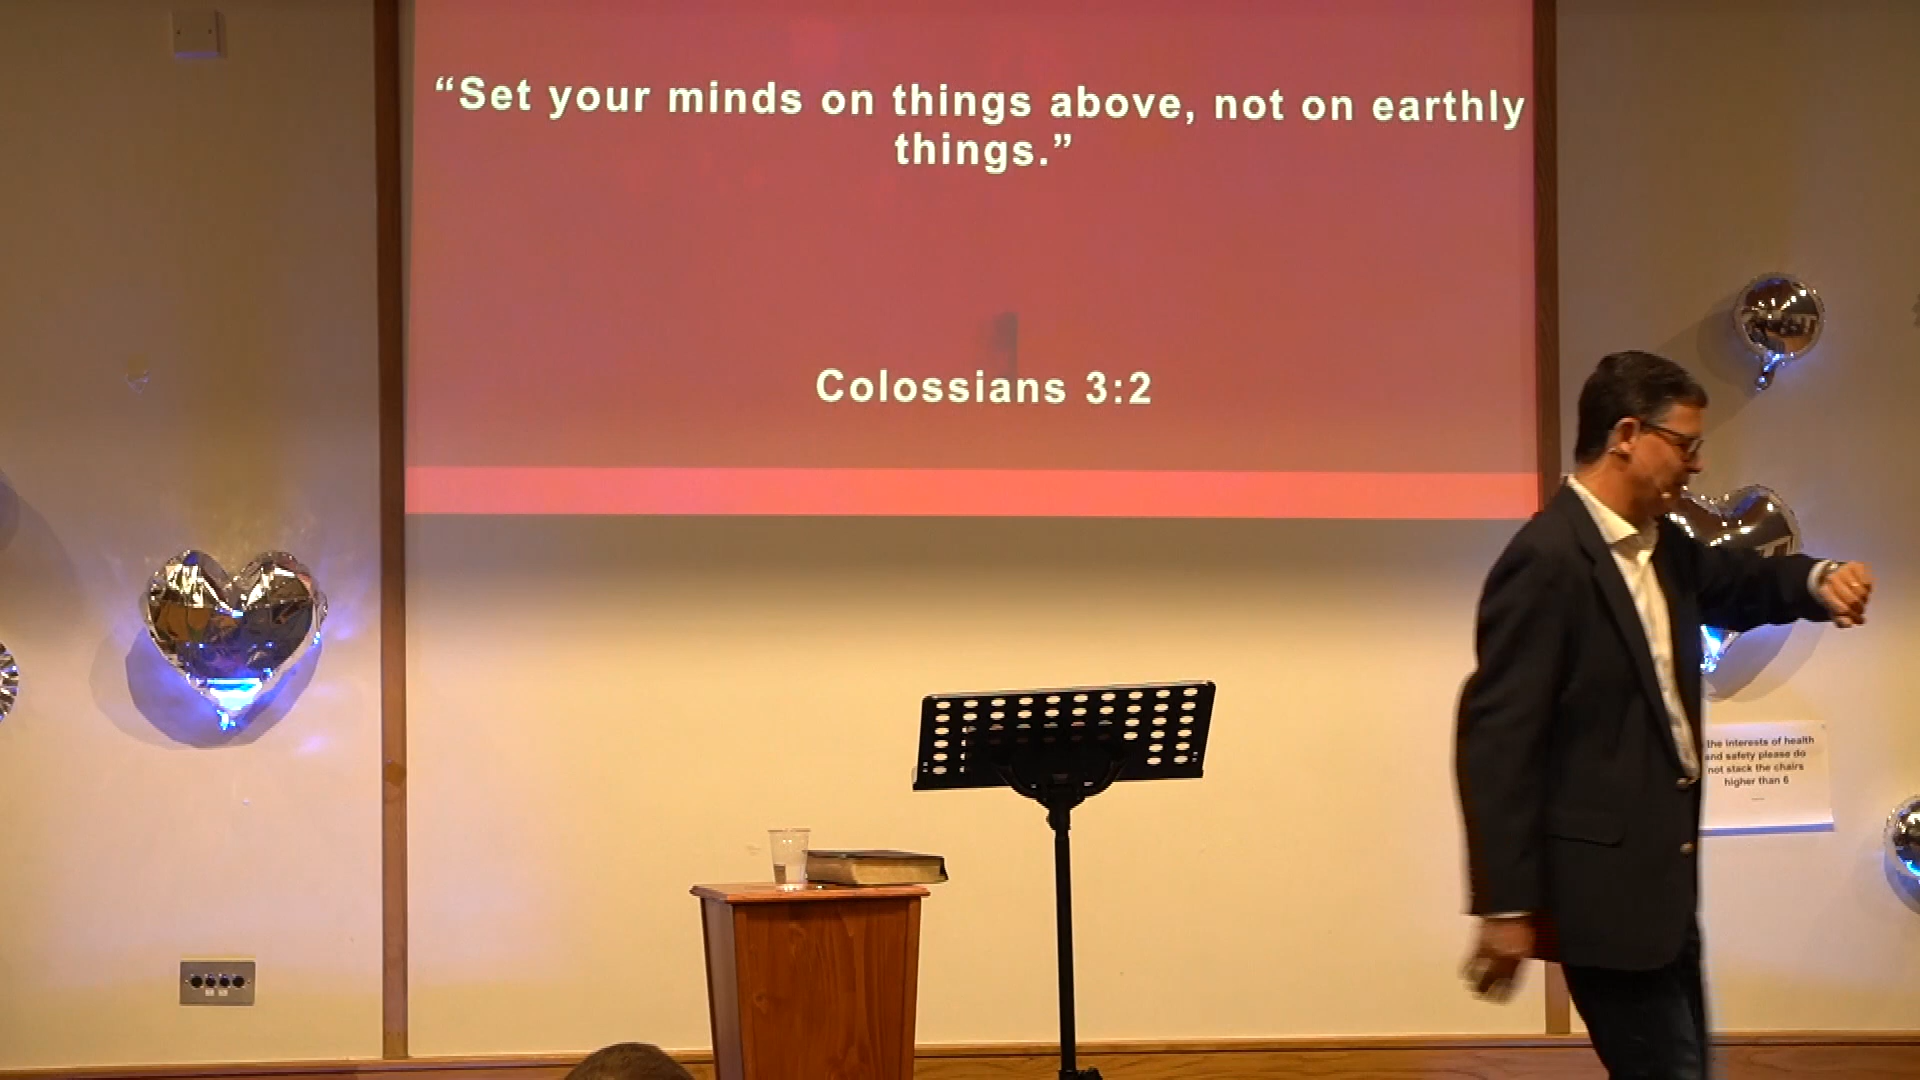 “Set your minds on things above, not on earthly
things.”
Colossians 3:2
the interests of health
and safety please do
not stack the chairs
higher than 6